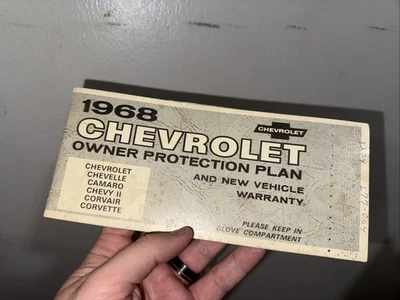 1968
CHEVROLET
CHEVROLET
OWNER PROTECTION PLAN
AND NEW VEHICLE
WARRANTY
CHEVROLET
CHEVELLE
CAMARO
CHEVY II
CORVAIR
CORVETTE
PLEASE KEEP IN
GLOVE COMPARTMENT